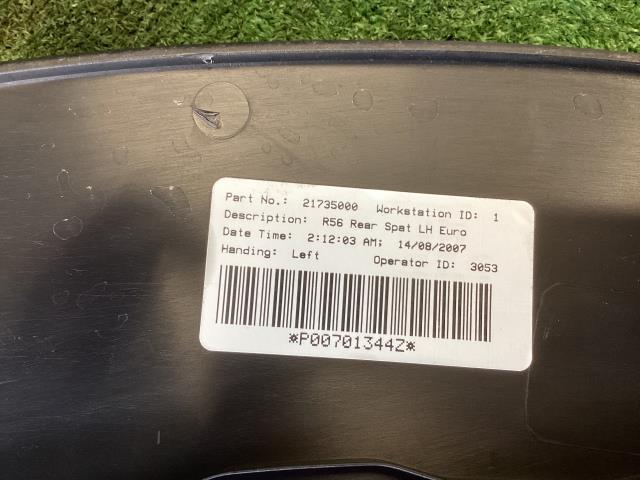 Part No.: 21735000 Workstation ID: 1
Description: R56 Rear Spat LH Euro
Date Time: 2:12:03 AM; 14/08/2007
Handing: Left Operator ID: 3053
*P00701344Z*